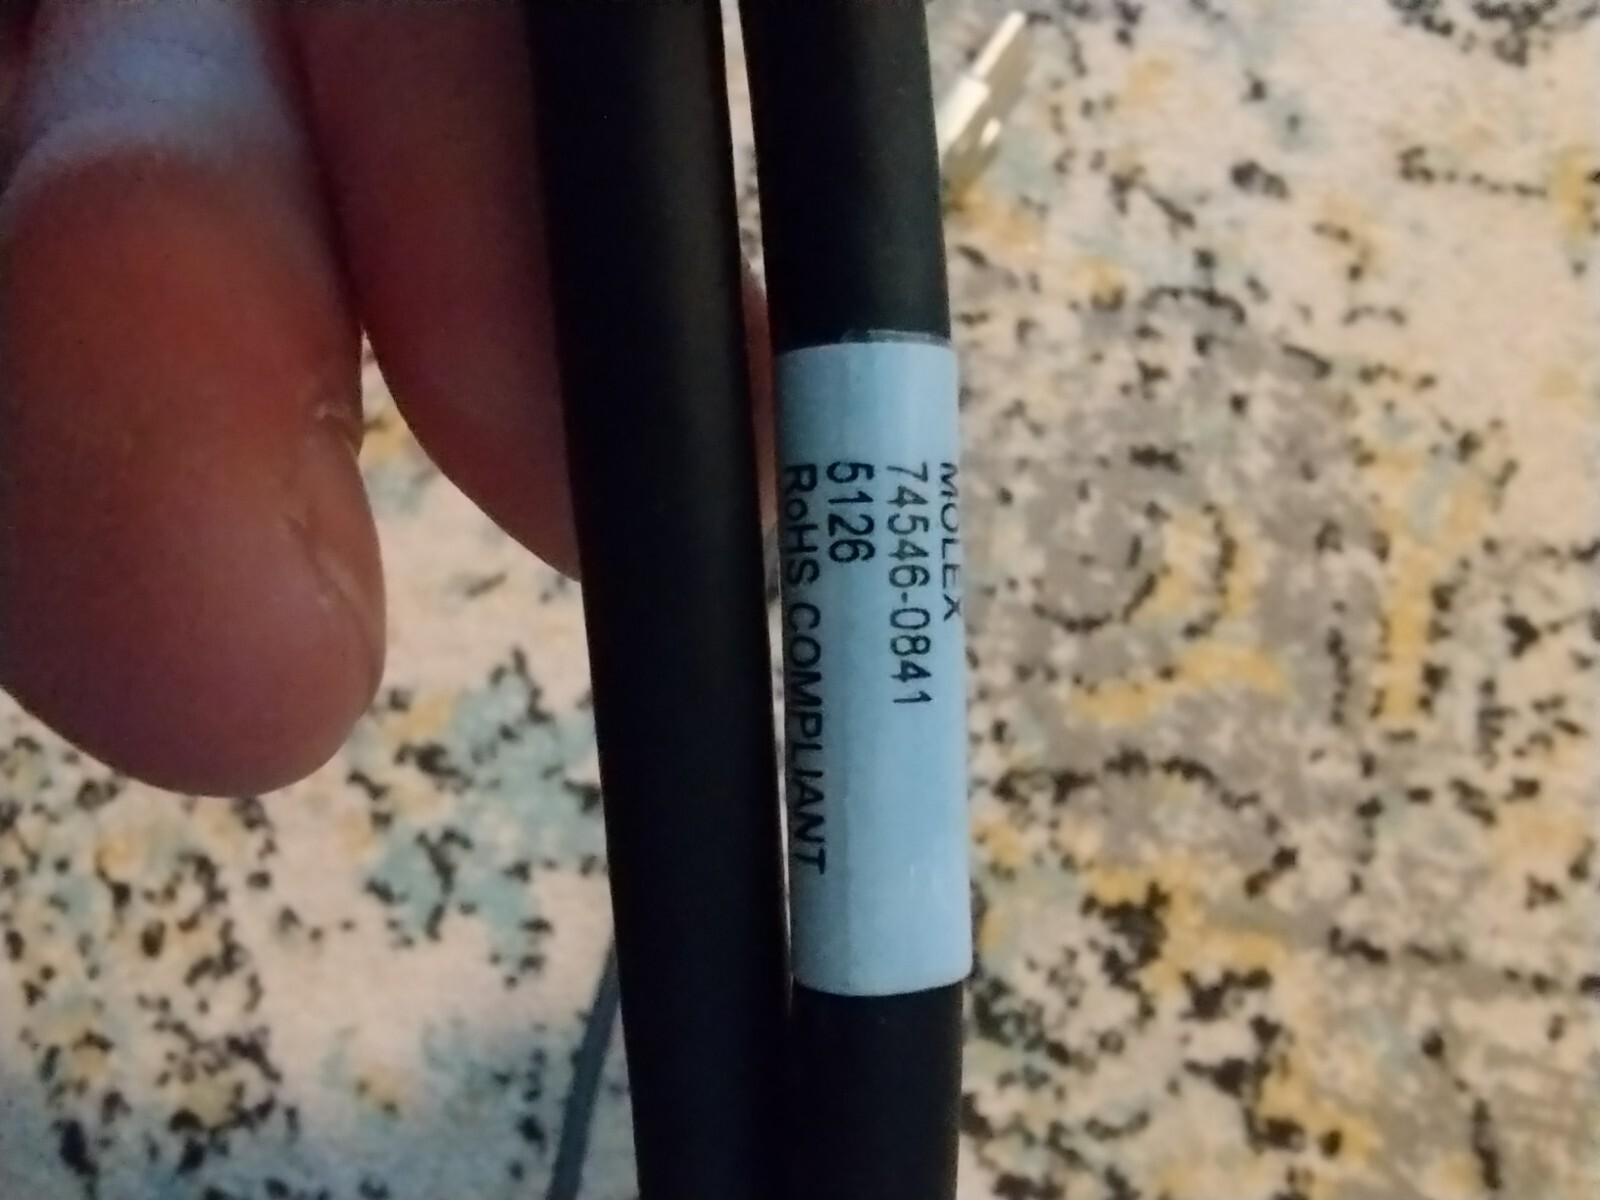 MOLEX
74546-0841
5126
RoHS COMPLIANT